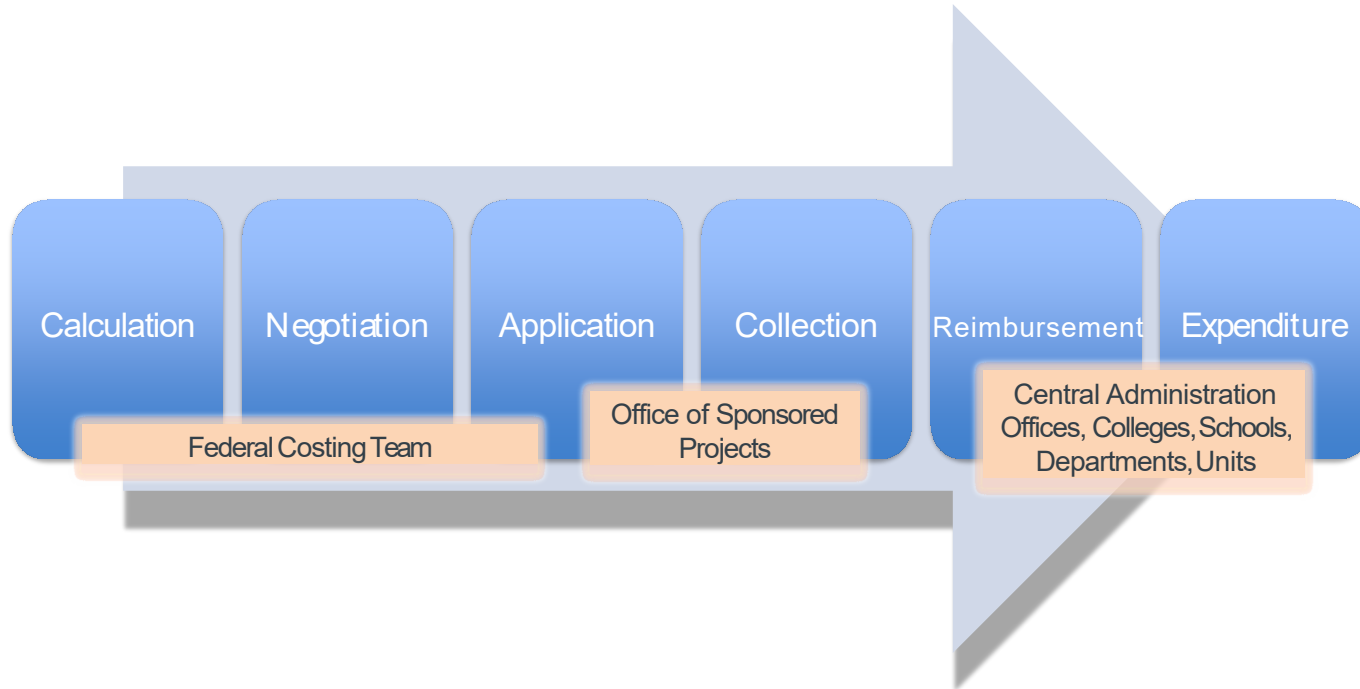 Calculation
Negotiation
Application
Collection
Reimbursement
Expenditure
Federal Costing Team
Office of Sponsored
Projects
Central Administration
Offices, Colleges, Schools,
Departments, Units